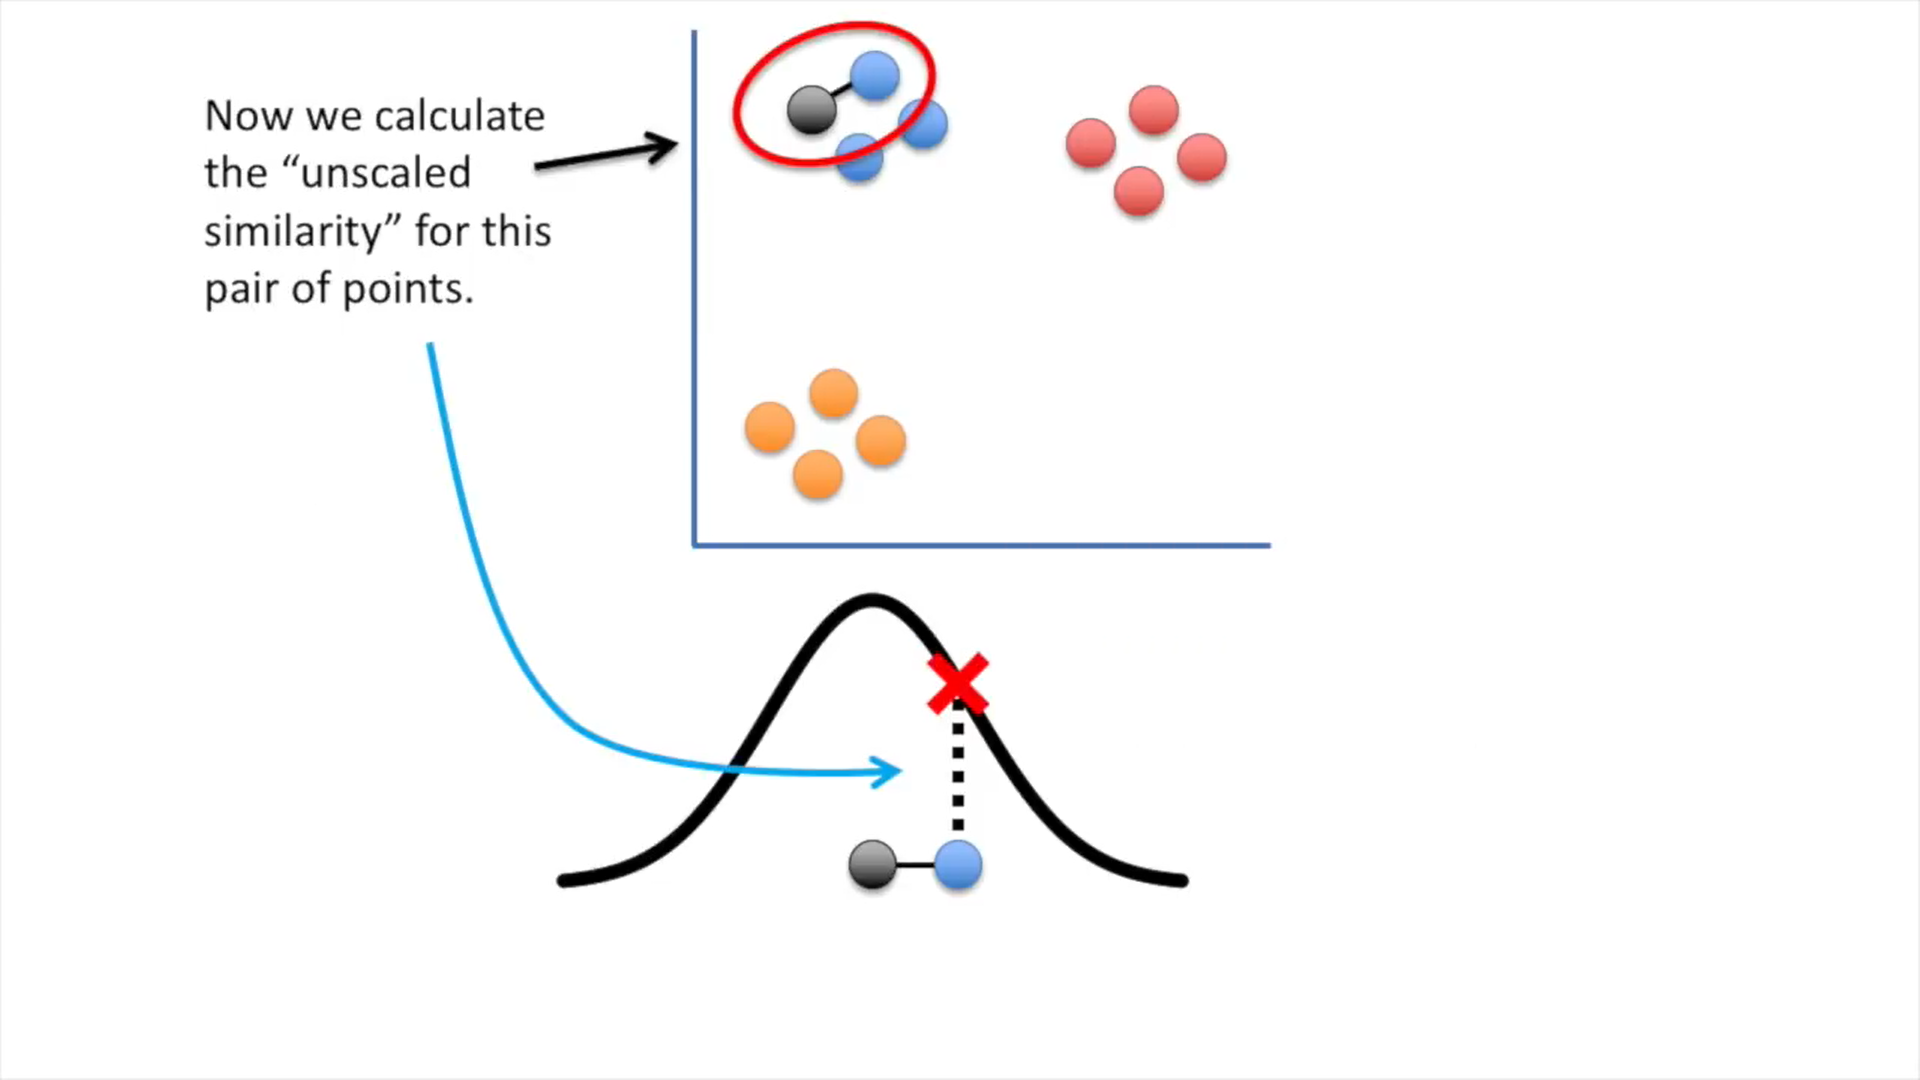 Now we calculate
the “unscaled
similarity” for this
pair of points.